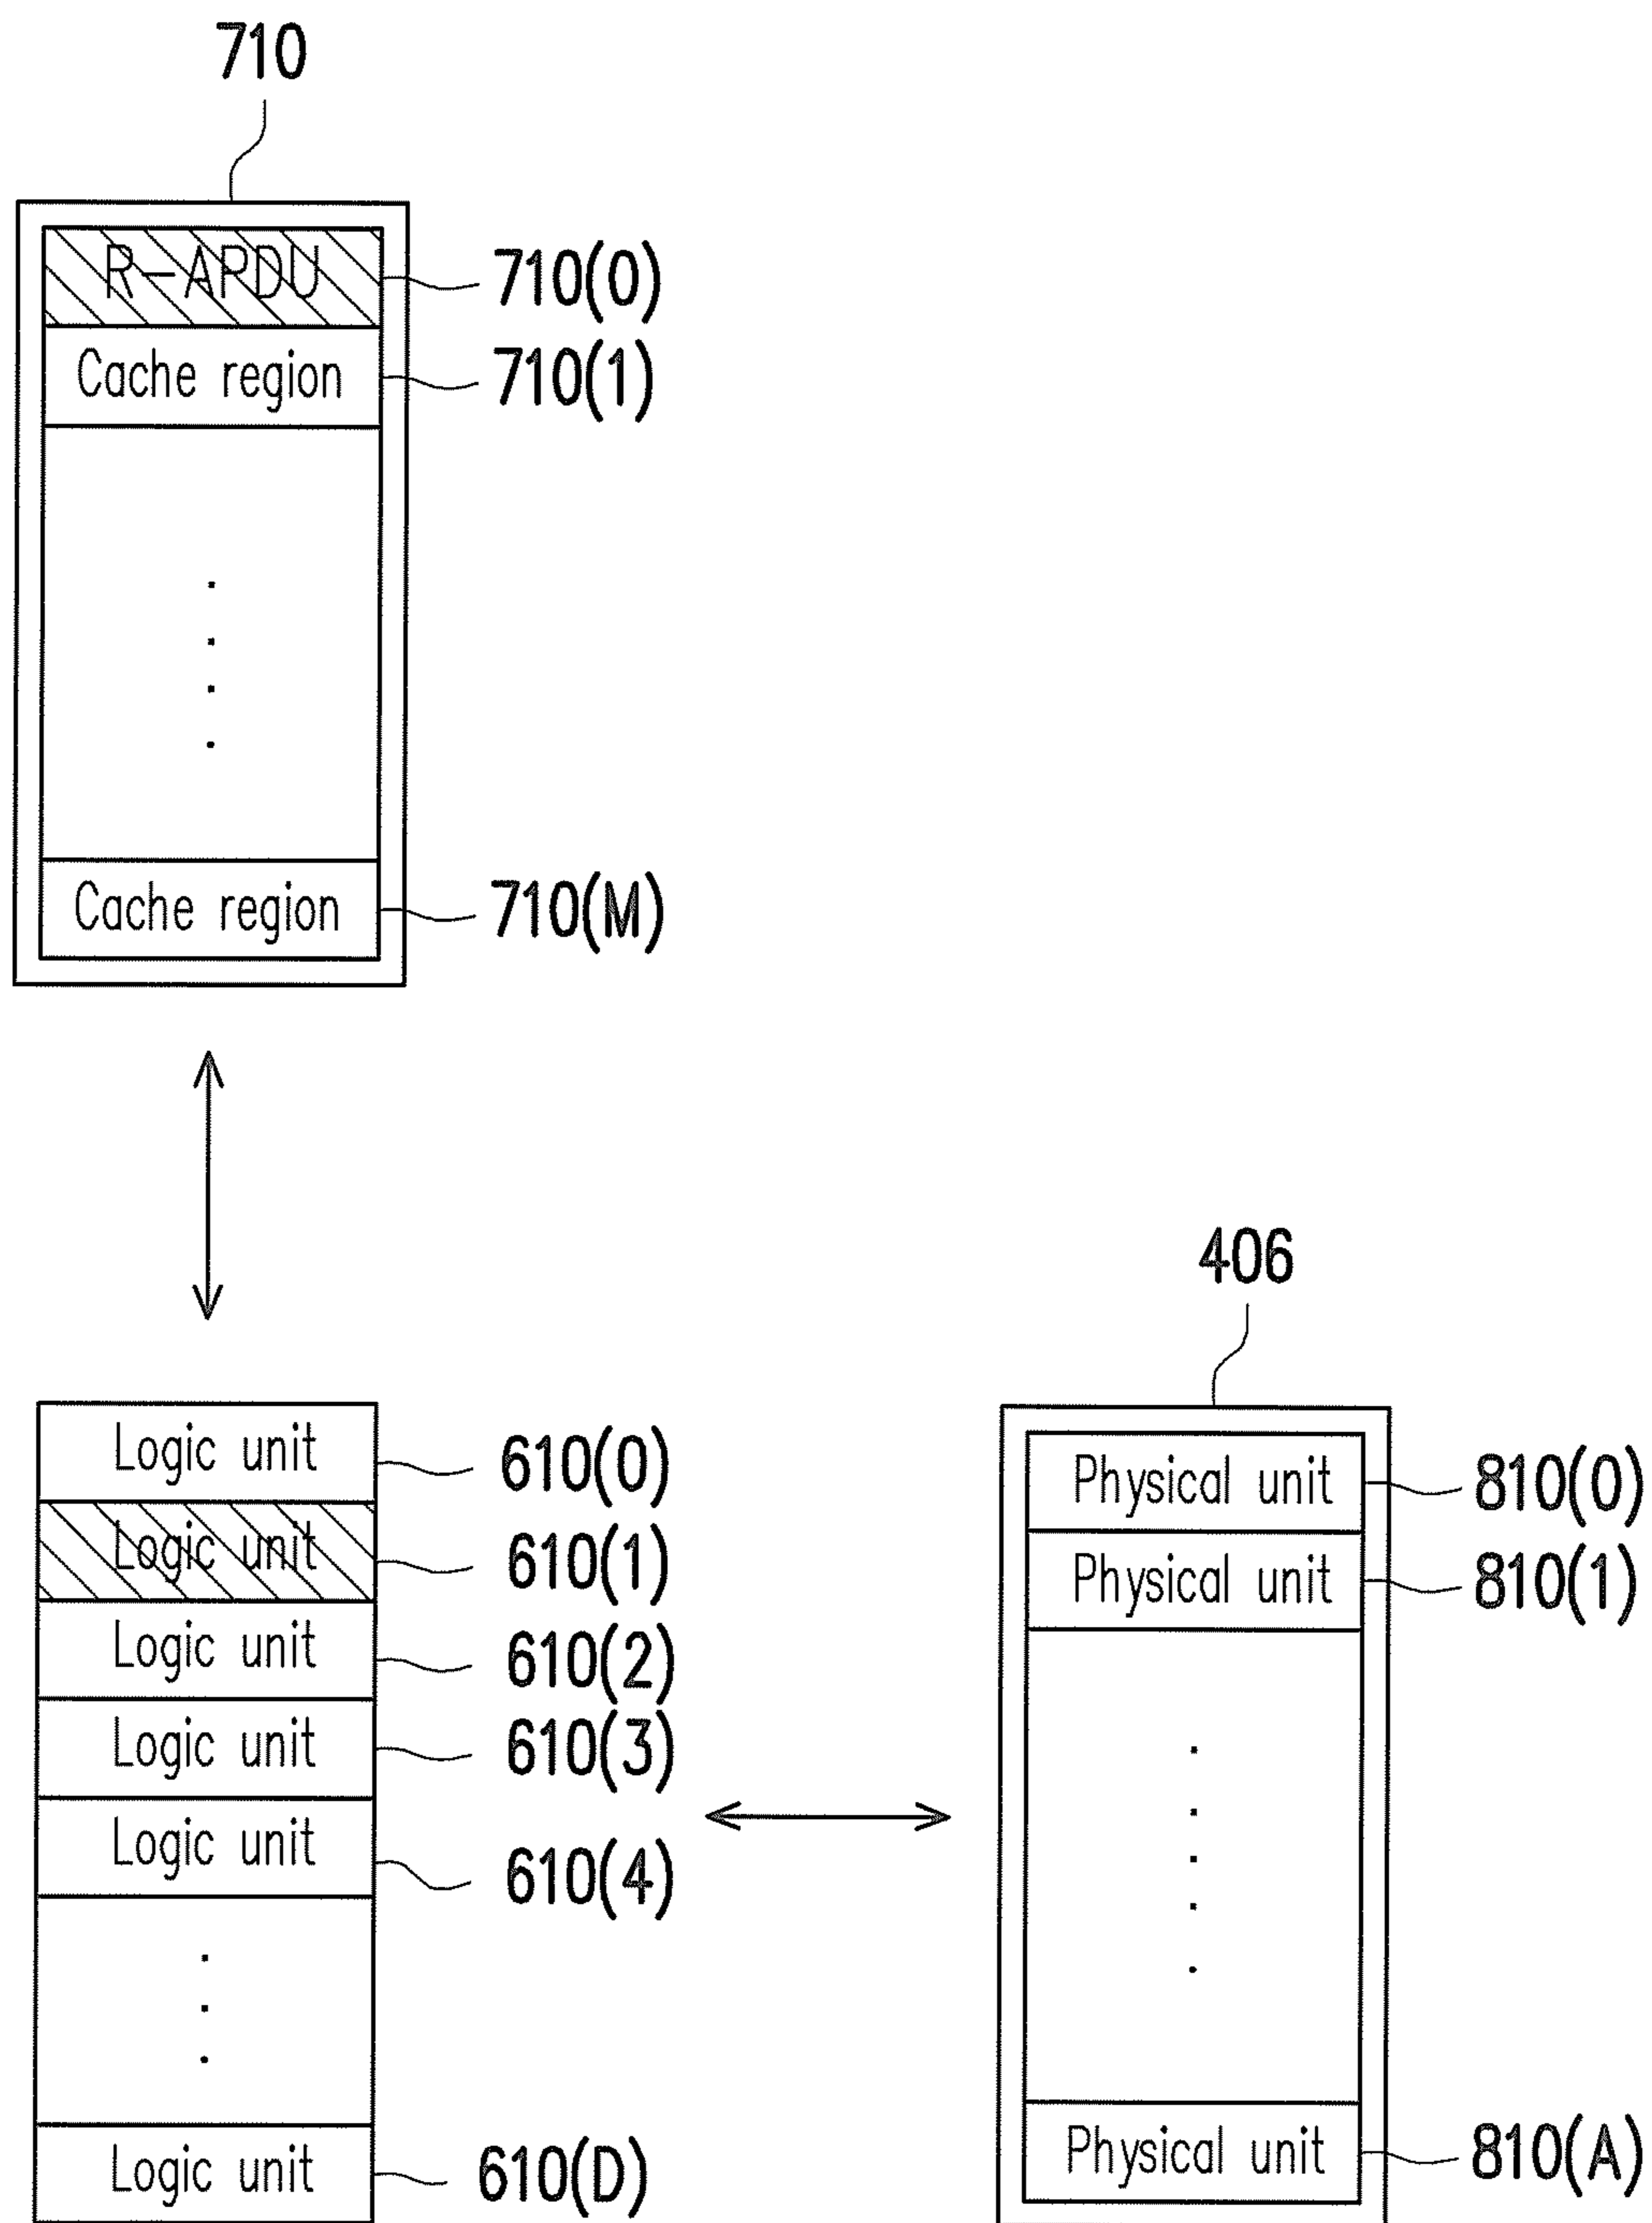 710
R-APDU 710(0)
Cache region 710(1)
Cache region 710(M)
406
Logic unit 610(0)
Logic unit 610(1)
Logic unit 610(2)
Logic unit 610(3)
Logic unit 610(4)
Logic unit 610(D)
Physical unit 810(0)
Physical unit 810(1)
Physical unit 810(A)